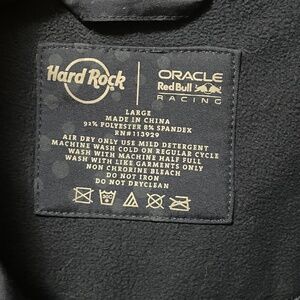 Hard Rock
ORACLE
Red Bull
RACING
LARGE
MADE IN CHINA
92% POLYESTER 8% SPANDEX
RN#113929
AIR DRY ONLY USE MILD DETERGENT
MACHINE WASH COLD ON REGULAR CYCLE
WASH WITH MACHINE HALF FULL
WASH WITH LIKE GARMENTS ONLY
NON CHRORINE BLEACH
DO NOT IRON
DO NOT DRYCLEAN